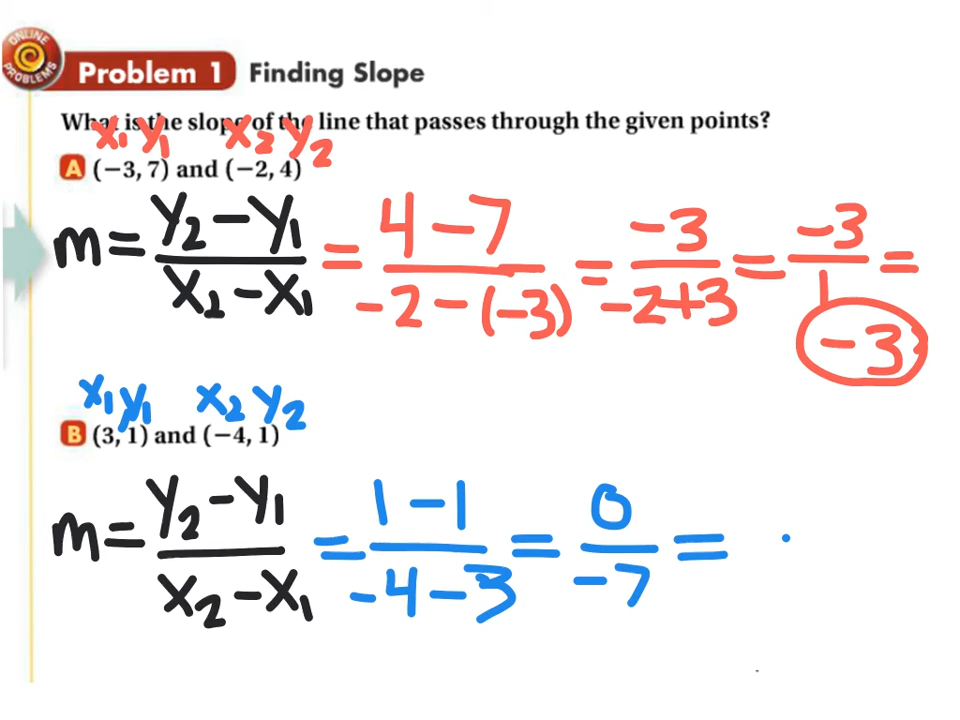 ONLINE PROBLEMS
Problem 1 Finding Slope
What is the slope of the line that passes through the given points?
x₁ y₁ x₂ y₂
A (−3, 7) and (−2, 4)
m = y₂ − y₁ / x₂ − x₁ = 4 − 7 / −2 − (−3) = −3 / −2+3 = −3 / 1 =
−3
x₁ y₁ x₂ y₂
B (3, 1) and (−4, 1)
m = y₂ − y₁ / x₂ − x₁ = 1 − 1 / −4 − 3 = 0 / −7 =